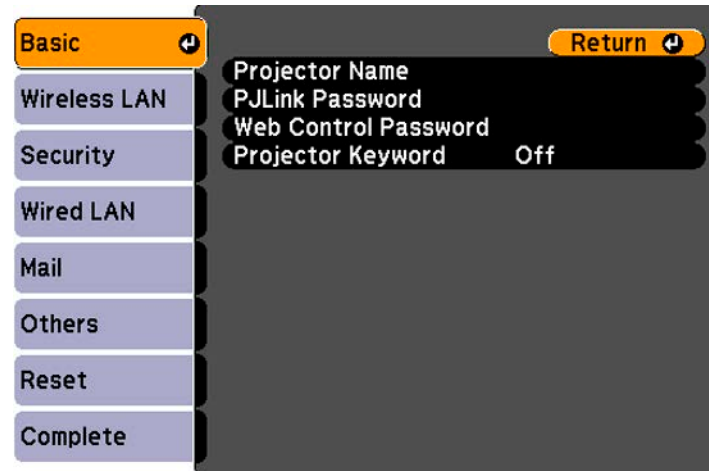 Basic
Wireless LAN
Security
Wired LAN
Mail
Others
Reset
Complete
Return
Projector Name
PJLink Password
Web Control Password
Projector Keyword Off